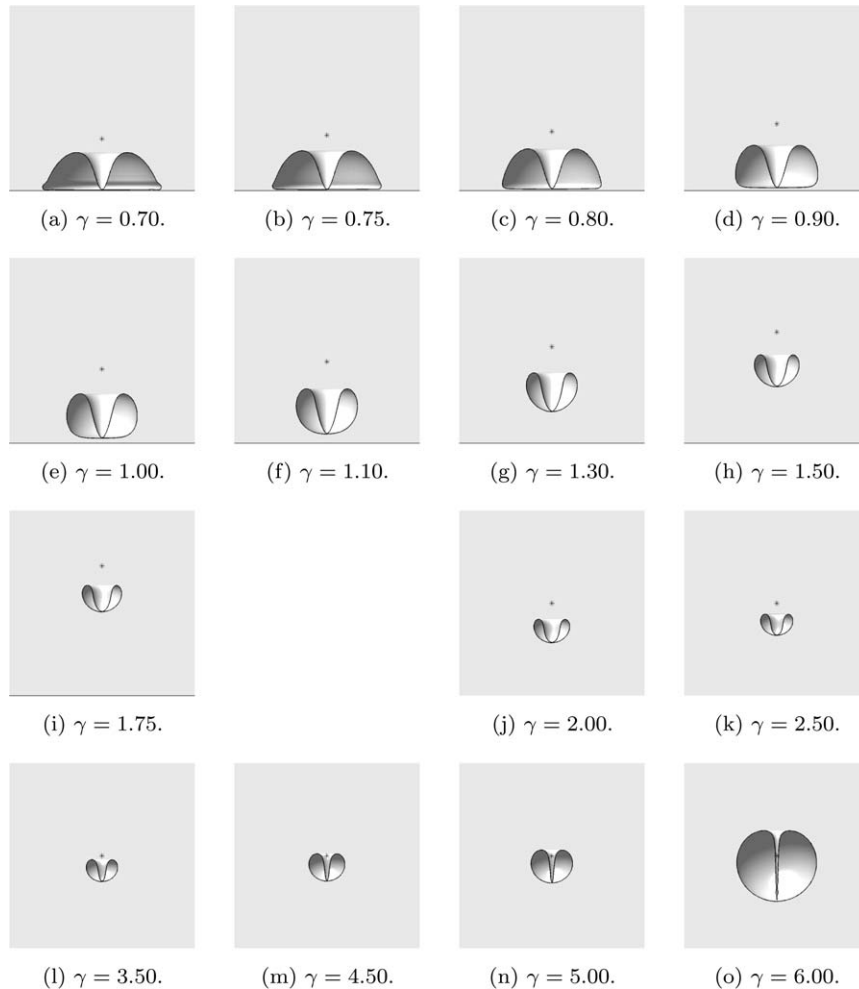 (a) γ = 0.70.
(b) γ = 0.75.
(c) γ = 0.80.
(d) γ = 0.90.
(e) γ = 1.00.
(f) γ = 1.10.
(g) γ = 1.30.
(h) γ = 1.50.
(i) γ = 1.75.
(j) γ = 2.00.
(k) γ = 2.50.
(l) γ = 3.50.
(m) γ = 4.50.
(n) γ = 5.00.
(o) γ = 6.00.